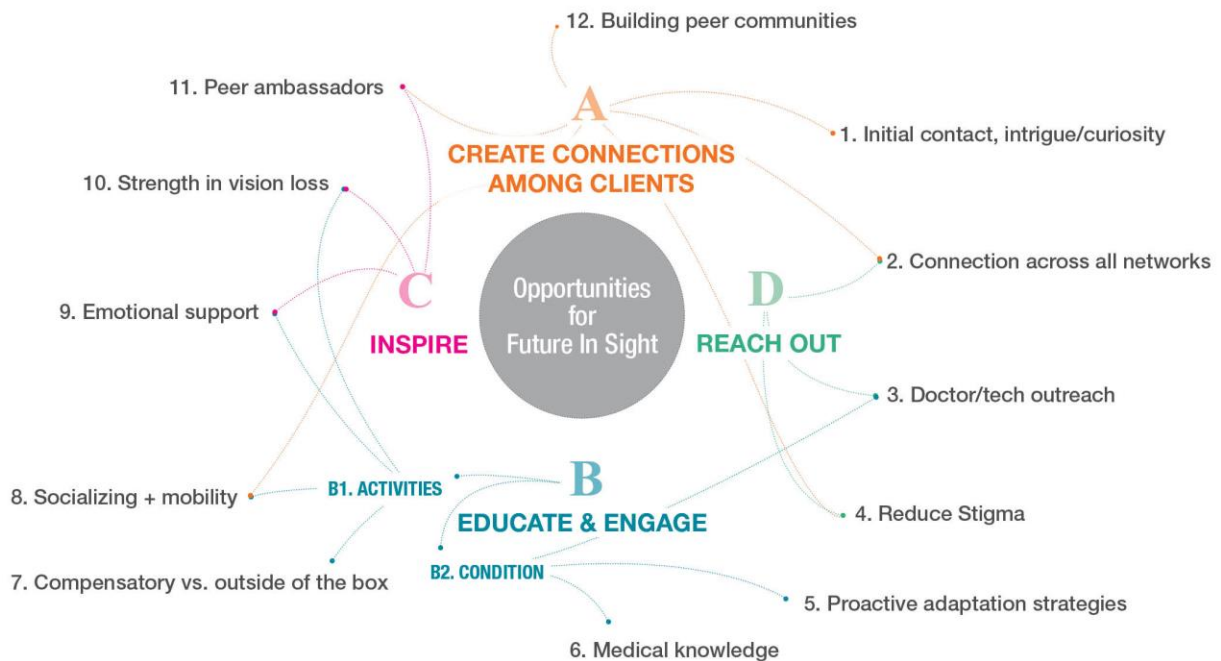 12. Building peer communities
11. Peer ambassadors
A
1. Initial contact, intrigue/curiosity
CREATE CONNECTIONS
AMONG CLIENTS
10. Strength in vision loss
2. Connection across all networks
C
INSPIRE
Opportunities
for
Future In Sight
D
REACH OUT
9. Emotional support
3. Doctor/tech outreach
8. Socializing + mobility
B1. ACTIVITIES
B
EDUCATE & ENGAGE
4. Reduce Stigma
7. Compensatory vs. outside of the box
B2. CONDITION
5. Proactive adaptation strategies
6. Medical knowledge